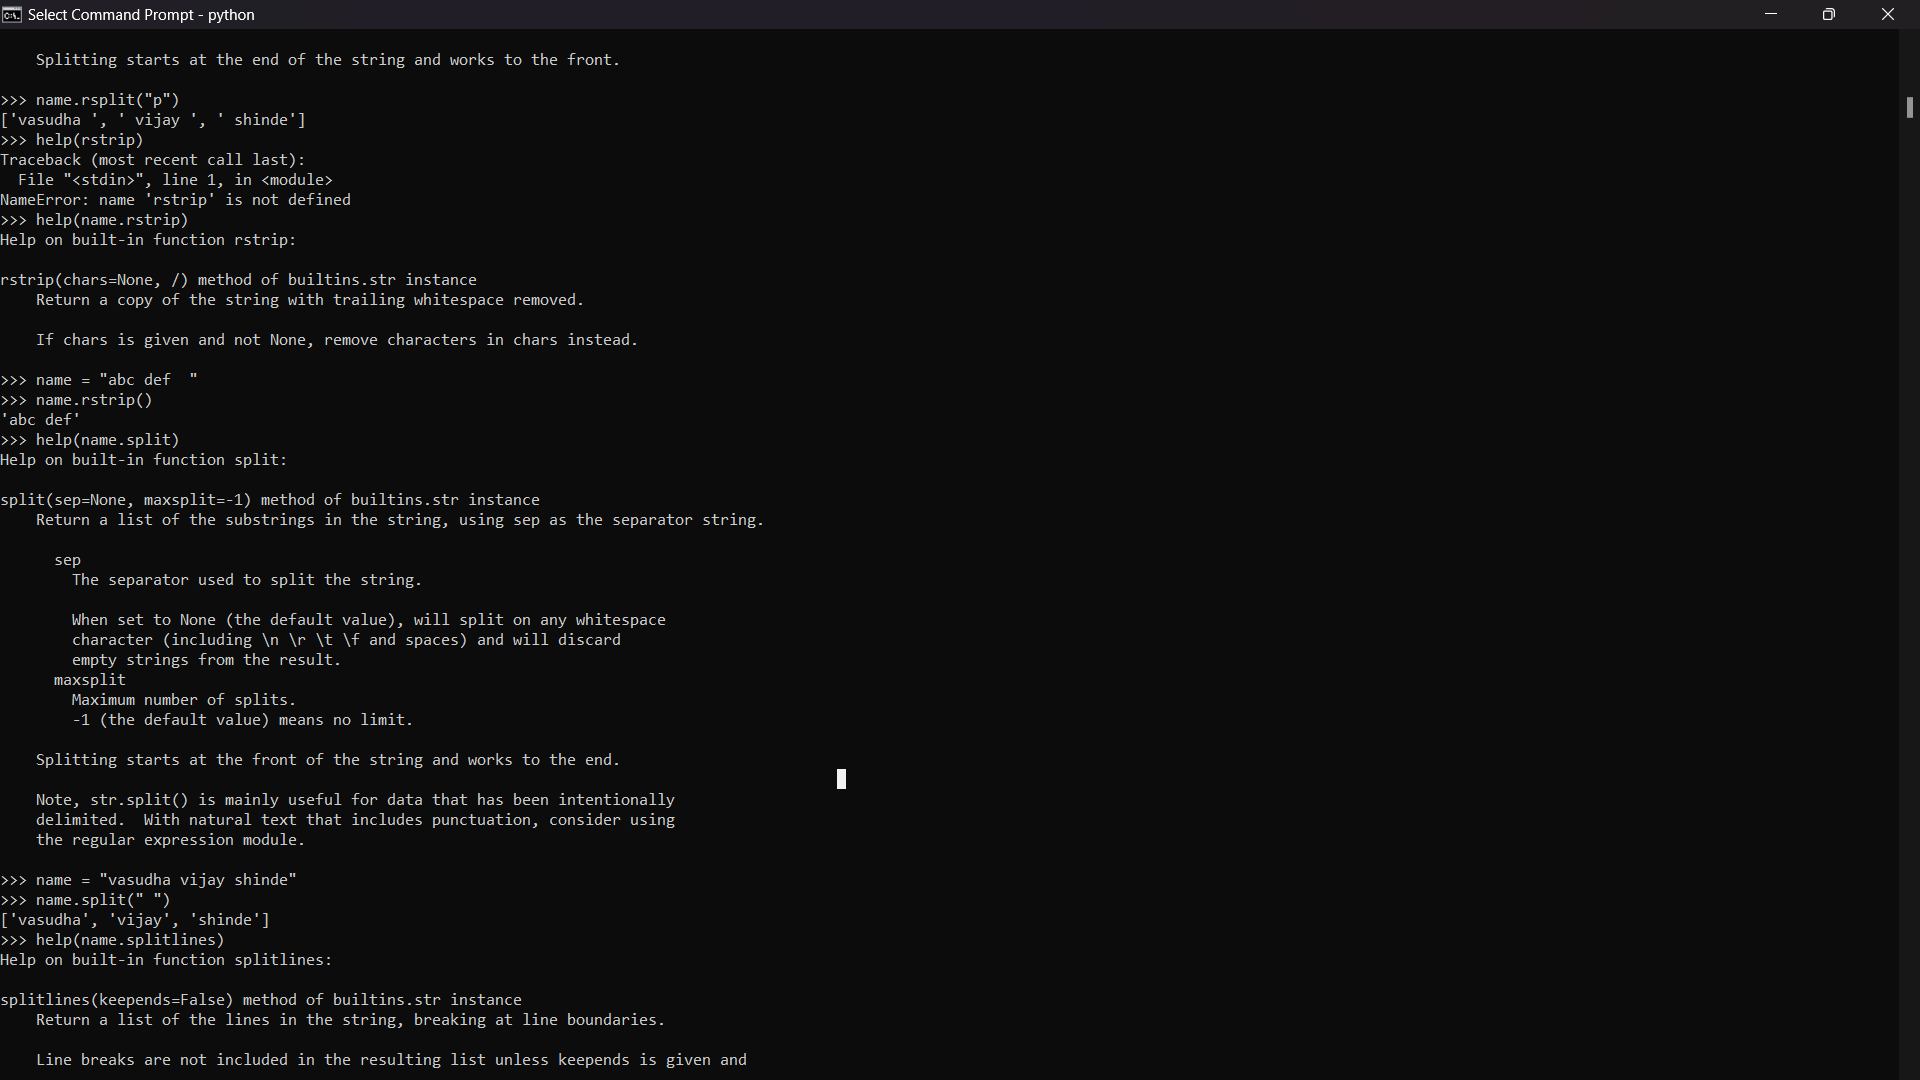 Select Command Prompt - python
    Splitting starts at the end of the string and works to the front.

>>> name.rsplit("p")
['vasudha ', ' vijay ', ' shinde']
>>> help(rstrip)
Traceback (most recent call last):
  File "<stdin>", line 1, in <module>
NameError: name 'rstrip' is not defined
>>> help(name.rstrip)
Help on built-in function rstrip:

rstrip(chars=None, /) method of builtins.str instance
    Return a copy of the string with trailing whitespace removed.

    If chars is given and not None, remove characters in chars instead.

>>> name = "abc def  "
>>> name.rstrip()
'abc def'
>>> help(name.split)
Help on built-in function split:

split(sep=None, maxsplit=-1) method of builtins.str instance
    Return a list of the substrings in the string, using sep as the separator string.

      sep
        The separator used to split the string.

        When set to None (the default value), will split on any whitespace
        character (including \n \r \t \f and spaces) and will discard
        empty strings from the result.
      maxsplit
        Maximum number of splits.
        -1 (the default value) means no limit.

    Splitting starts at the front of the string and works to the end.

    Note, str.split() is mainly useful for data that has been intentionally
    delimited.  With natural text that includes punctuation, consider using
    the regular expression module.

>>> name = "vasudha vijay shinde"
>>> name.split(" ")
['vasudha', 'vijay', 'shinde']
>>> help(name.splitlines)
Help on built-in function splitlines:

splitlines(keepends=False) method of builtins.str instance
    Return a list of the lines in the string, breaking at line boundaries.

    Line breaks are not included in the resulting list unless keepends is given and